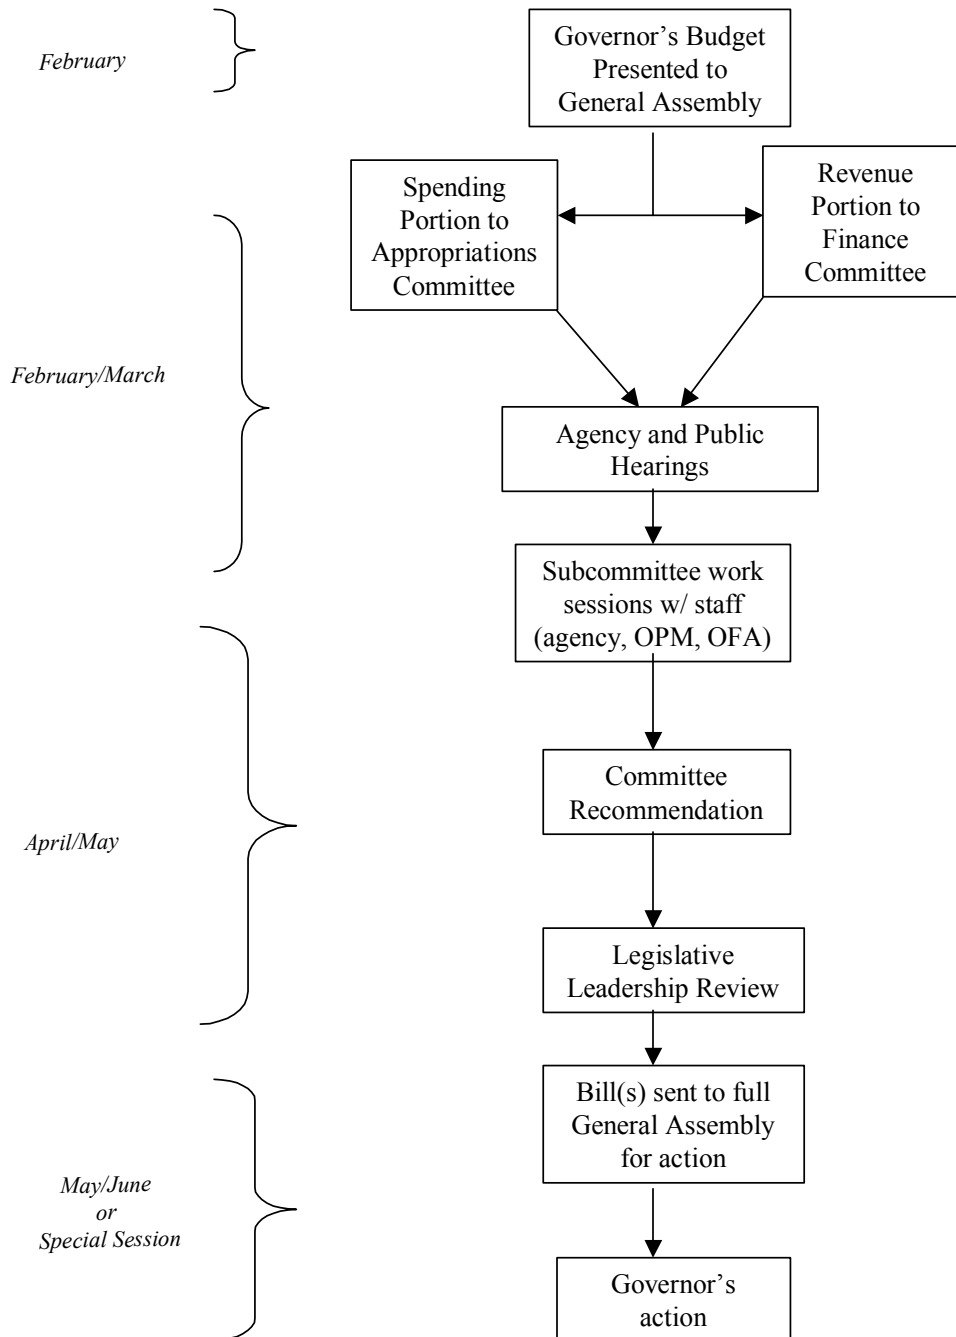 February
Governor’s Budget
Presented to
General Assembly
Spending
Portion to
Appropriations
Committee
Revenue
Portion to
Finance
Committee
February/March
Agency and Public
Hearings
Subcommittee work
sessions w/ staff
(agency, OPM, OFA)
April/May
Committee
Recommendation
Legislative
Leadership Review
May/June
or
Special Session
Bill(s) sent to full
General Assembly
for action
Governor’s
action